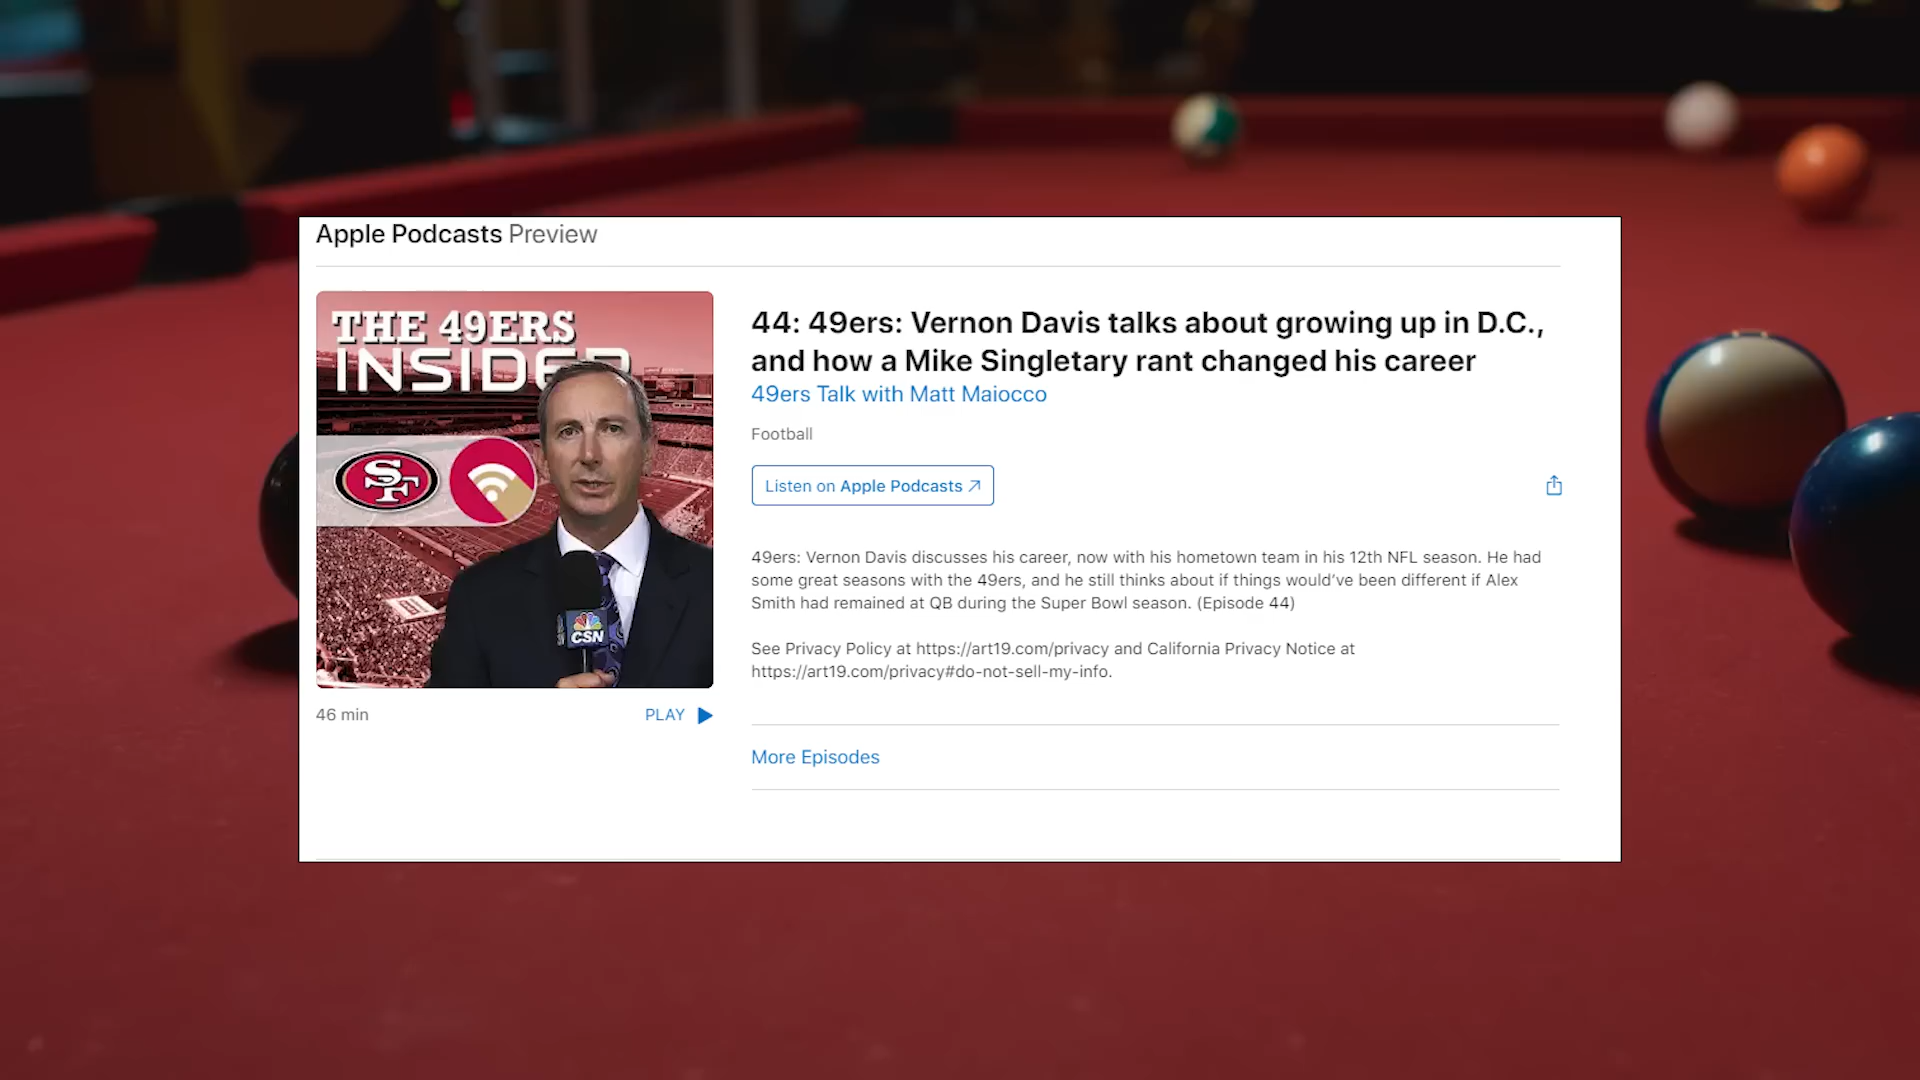 Apple Podcasts Preview
THE 49ERS
INSIDER
SF
CSN
46 min
PLAY
44: 49ers: Vernon Davis talks about growing up in D.C.,
and how a Mike Singletary rant changed his career
49ers Talk with Matt Maiocco
Football
Listen on Apple Podcasts ↗
49ers: Vernon Davis discusses his career, now with his hometown team in his 12th NFL season. He had
some great seasons with the 49ers, and he still thinks about if things would’ve been different if Alex
Smith had remained at QB during the Super Bowl season. (Episode 44)
See Privacy Policy at https://art19.com/privacy and California Privacy Notice at
https://art19.com/privacy#do-not-sell-my-info.
More Episodes